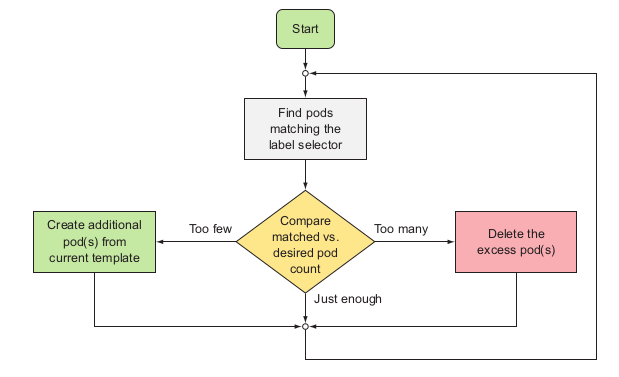 Start
Find pods
matching the
label selector
Create additional
pod(s) from
current template
Too few
Compare
matched vs.
desired pod
count
Too many
Delete the
excess pod(s)
Just enough